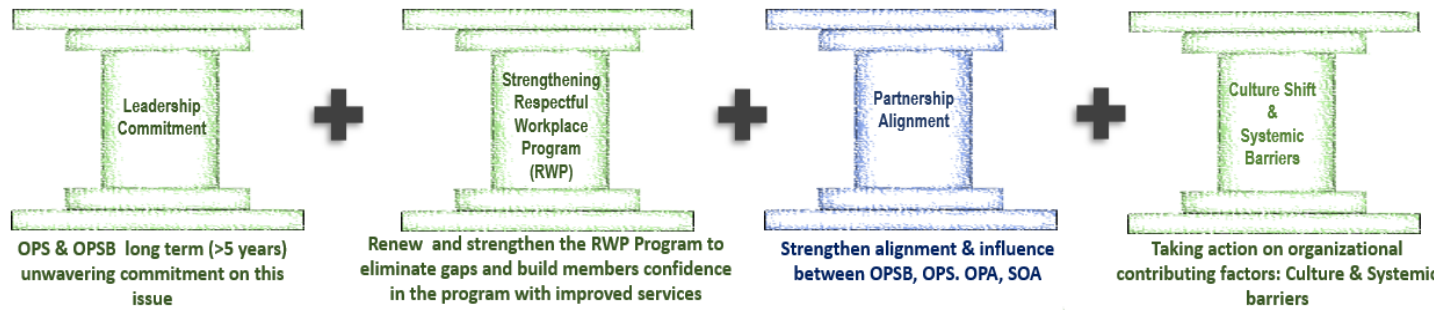 Leadership
Commitment
OPS & OPSB long term (>5 years)
unwavering commitment on this
issue
Strengthening
Respectful
Workplace
Program
(RWP)
Renew and strengthen the RWP Program to
eliminate gaps and build members confidence
in the program with improved services
Partnership
Alignment
Strengthen alignment & influence
between OPSB, OPS. OPA, SOA
Culture Shift
&
Systemic
Barriers
Taking action on organizational
contributing factors: Culture & Systemic
barriers